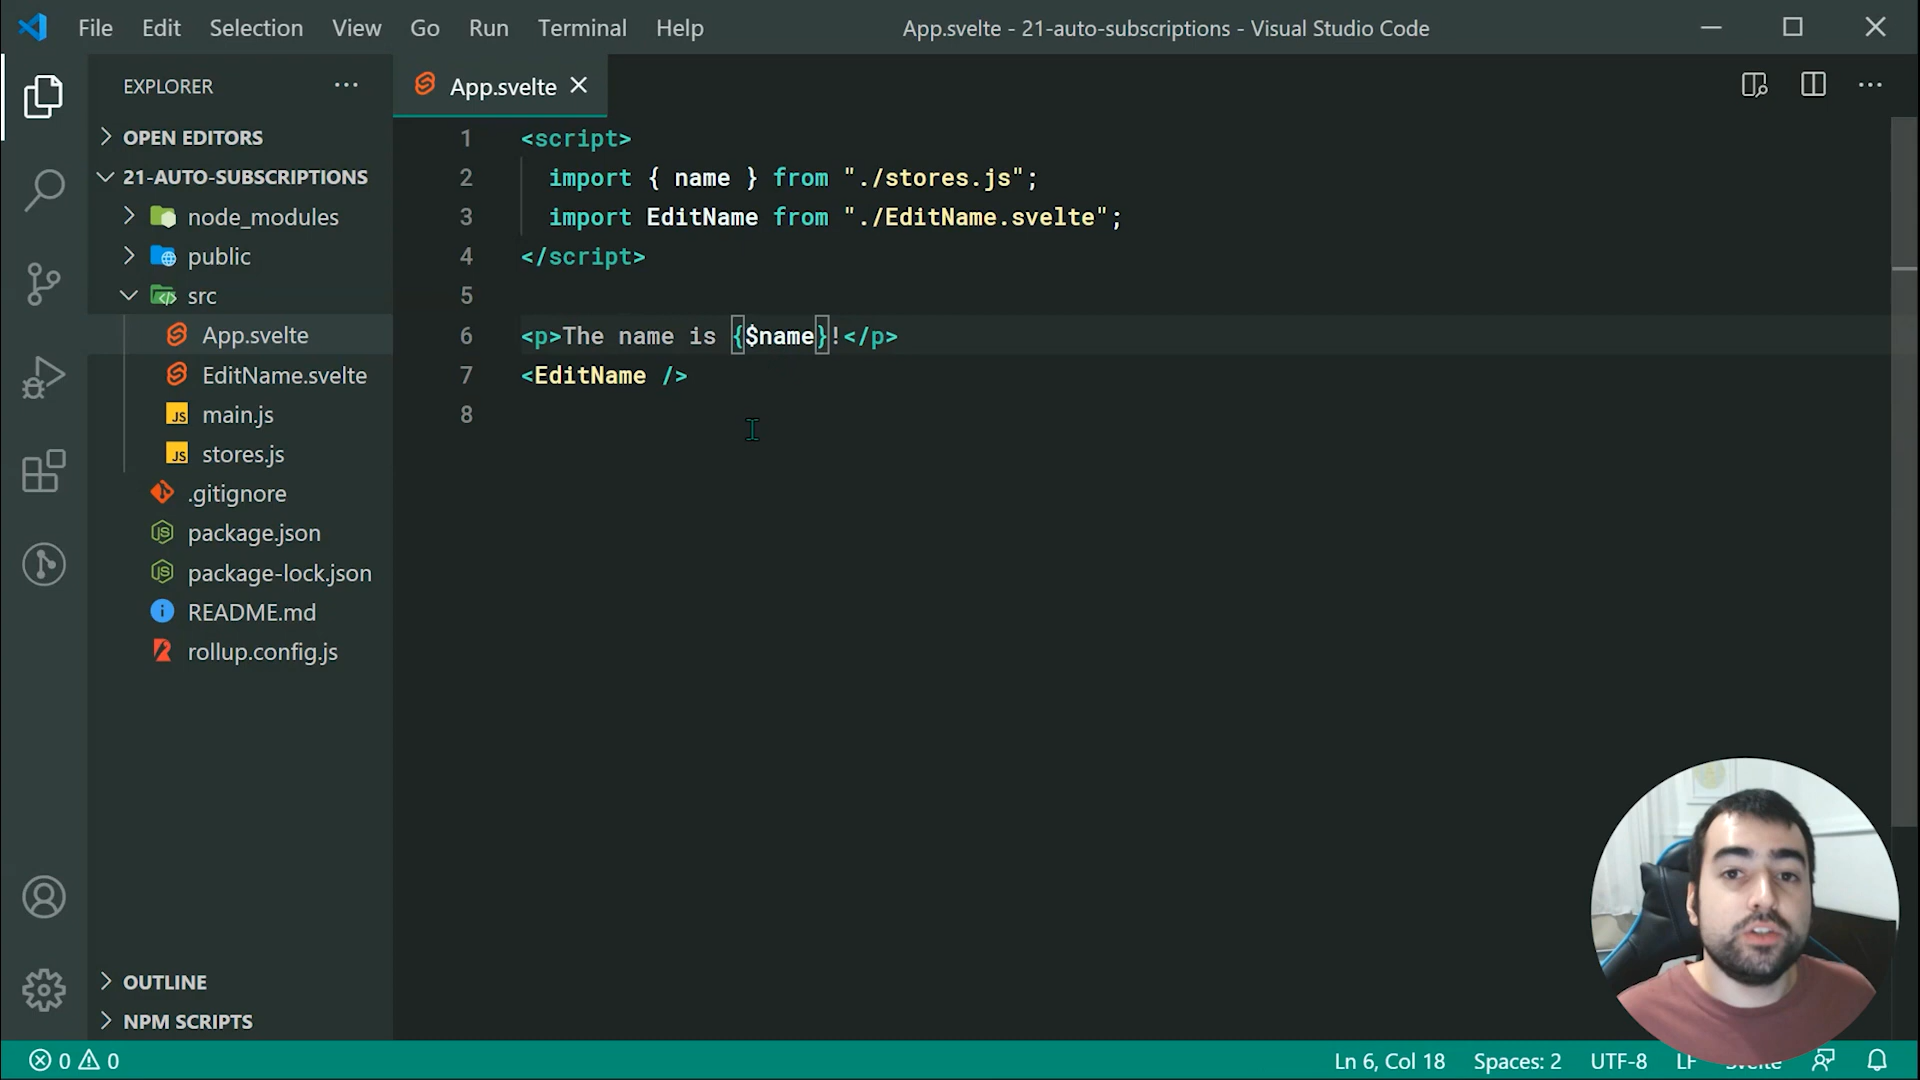 File Edit Selection View Go Run Terminal Help
App.svelte - 21-auto-subscriptions - Visual Studio Code
EXPLORER
OPEN EDITORS
21-AUTO-SUBSCRIPTIONS
node_modules
public
src
App.svelte
EditName.svelte
JS main.js
JS stores.js
.gitignore
package.json
package-lock.json
README.md
rollup.config.js
OUTLINE
NPM SCRIPTS
App.svelte
1 <script>
2 import { name } from "./stores.js";
3 import EditName from "./EditName.svelte";
4 </script>
5
6 <p>The name is {$name}!</p>
7 <EditName />
8
0 0
Ln 6, Col 18 Spaces: 2 UTF-8 LF Svelte